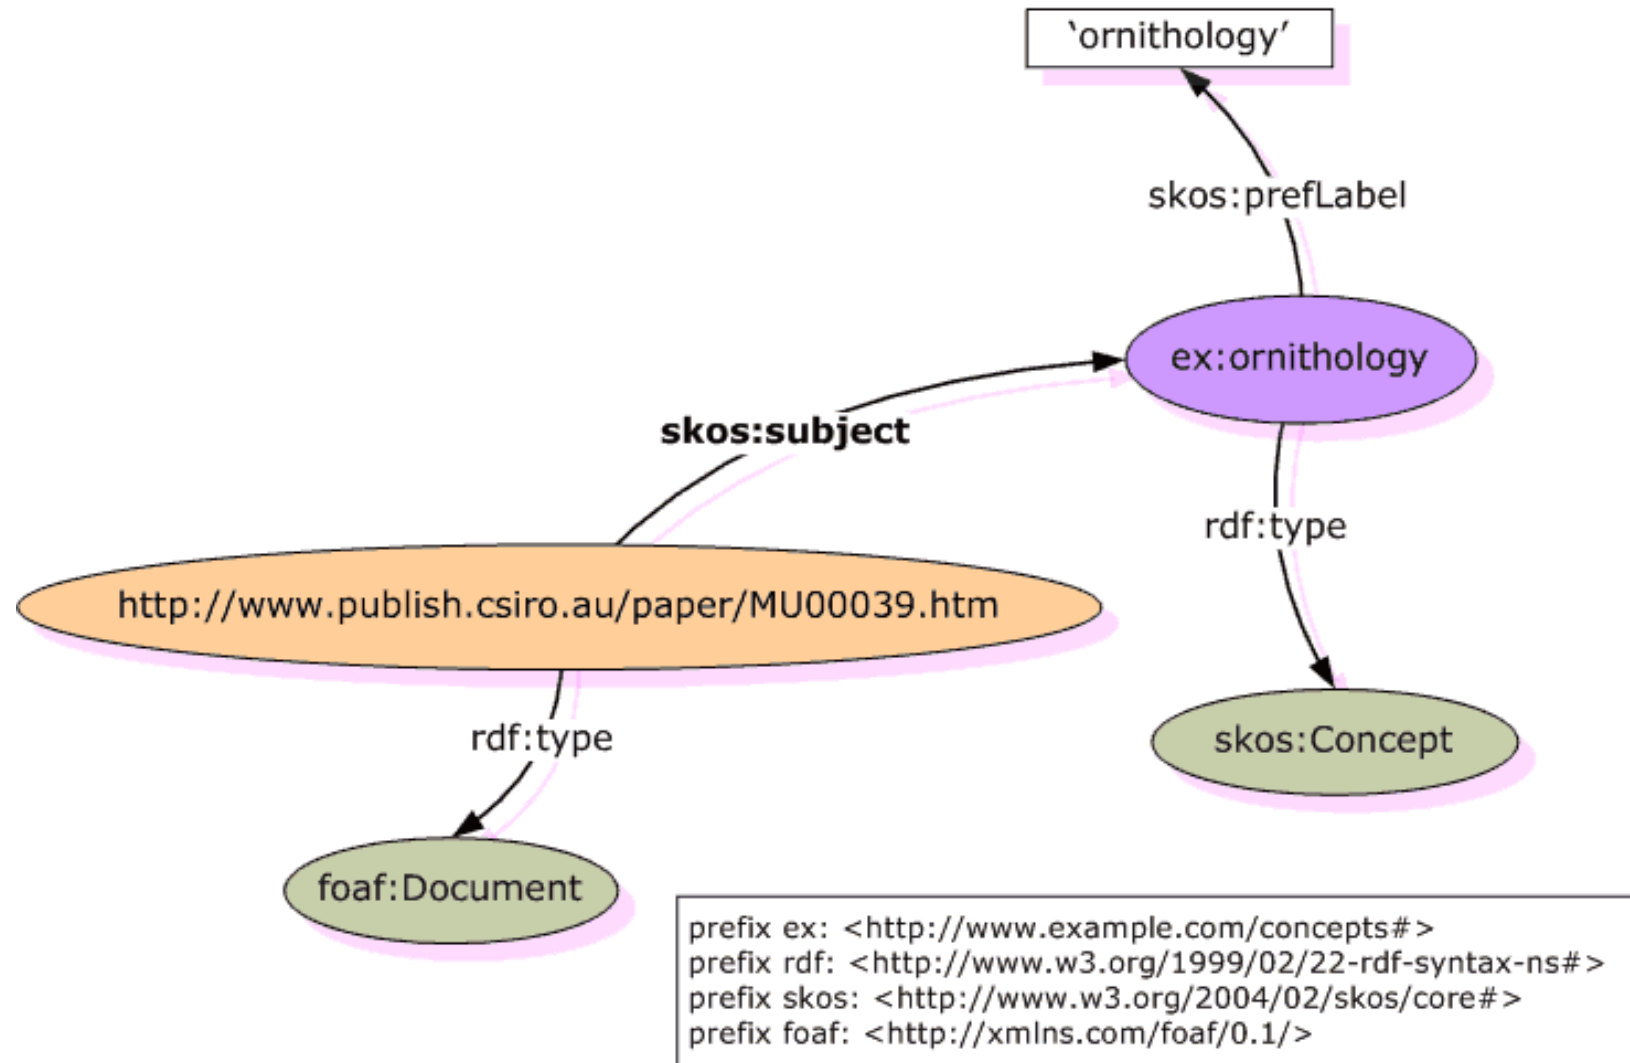 ‘ornithology’
skos:prefLabel
ex:ornithology
skos:subject
rdf:type
http://www.publish.csiro.au/paper/MU00039.htm
rdf:type
skos:Concept
foaf:Document
prefix ex: <http://www.example.com/concepts#>
prefix rdf: <http://www.w3.org/1999/02/22-rdf-syntax-ns#>
prefix skos: <http://www.w3.org/2004/02/skos/core#>
prefix foaf: <http://xmlns.com/foaf/0.1/>